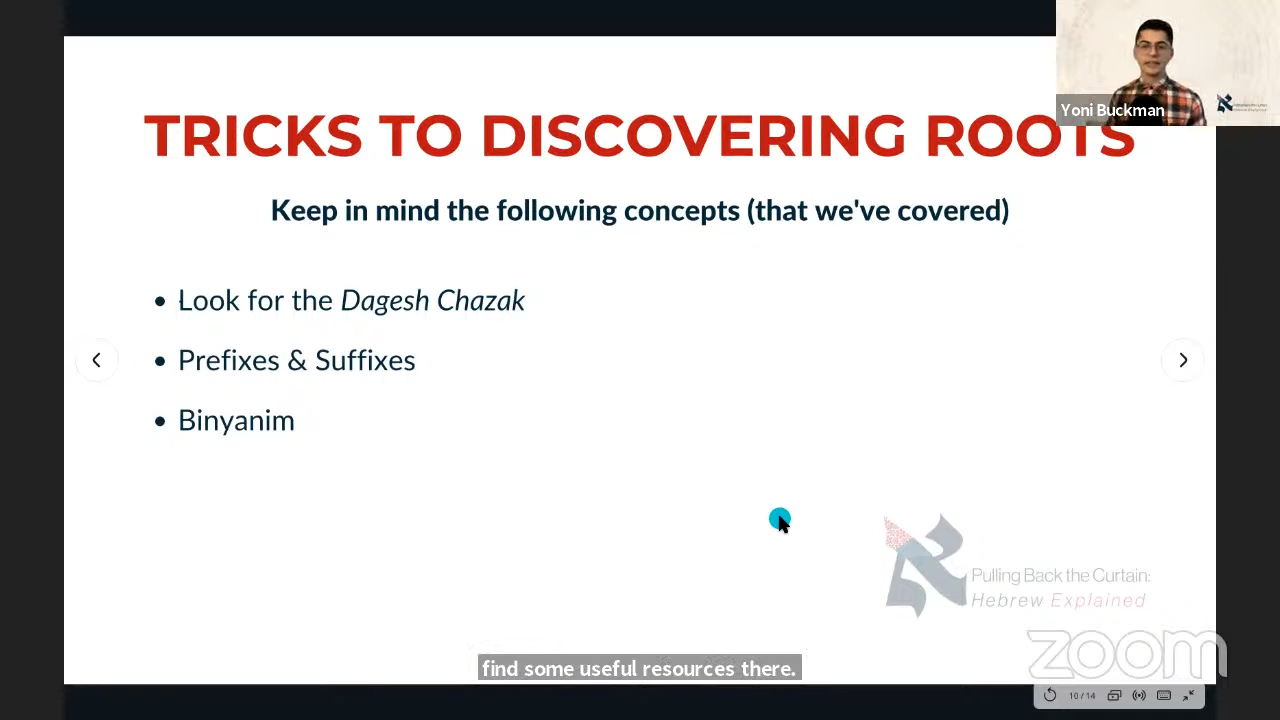 Yoni Buckman
TRICKS TO DISCOVERING ROOTS
Keep in mind the following concepts (that we've covered)
• Look for the Dagesh Chazak
• Prefixes & Suffixes
• Binyanim
א
Pulling Back the Curtain:
Hebrew Explained
zoom
find some useful resources there.
10/14